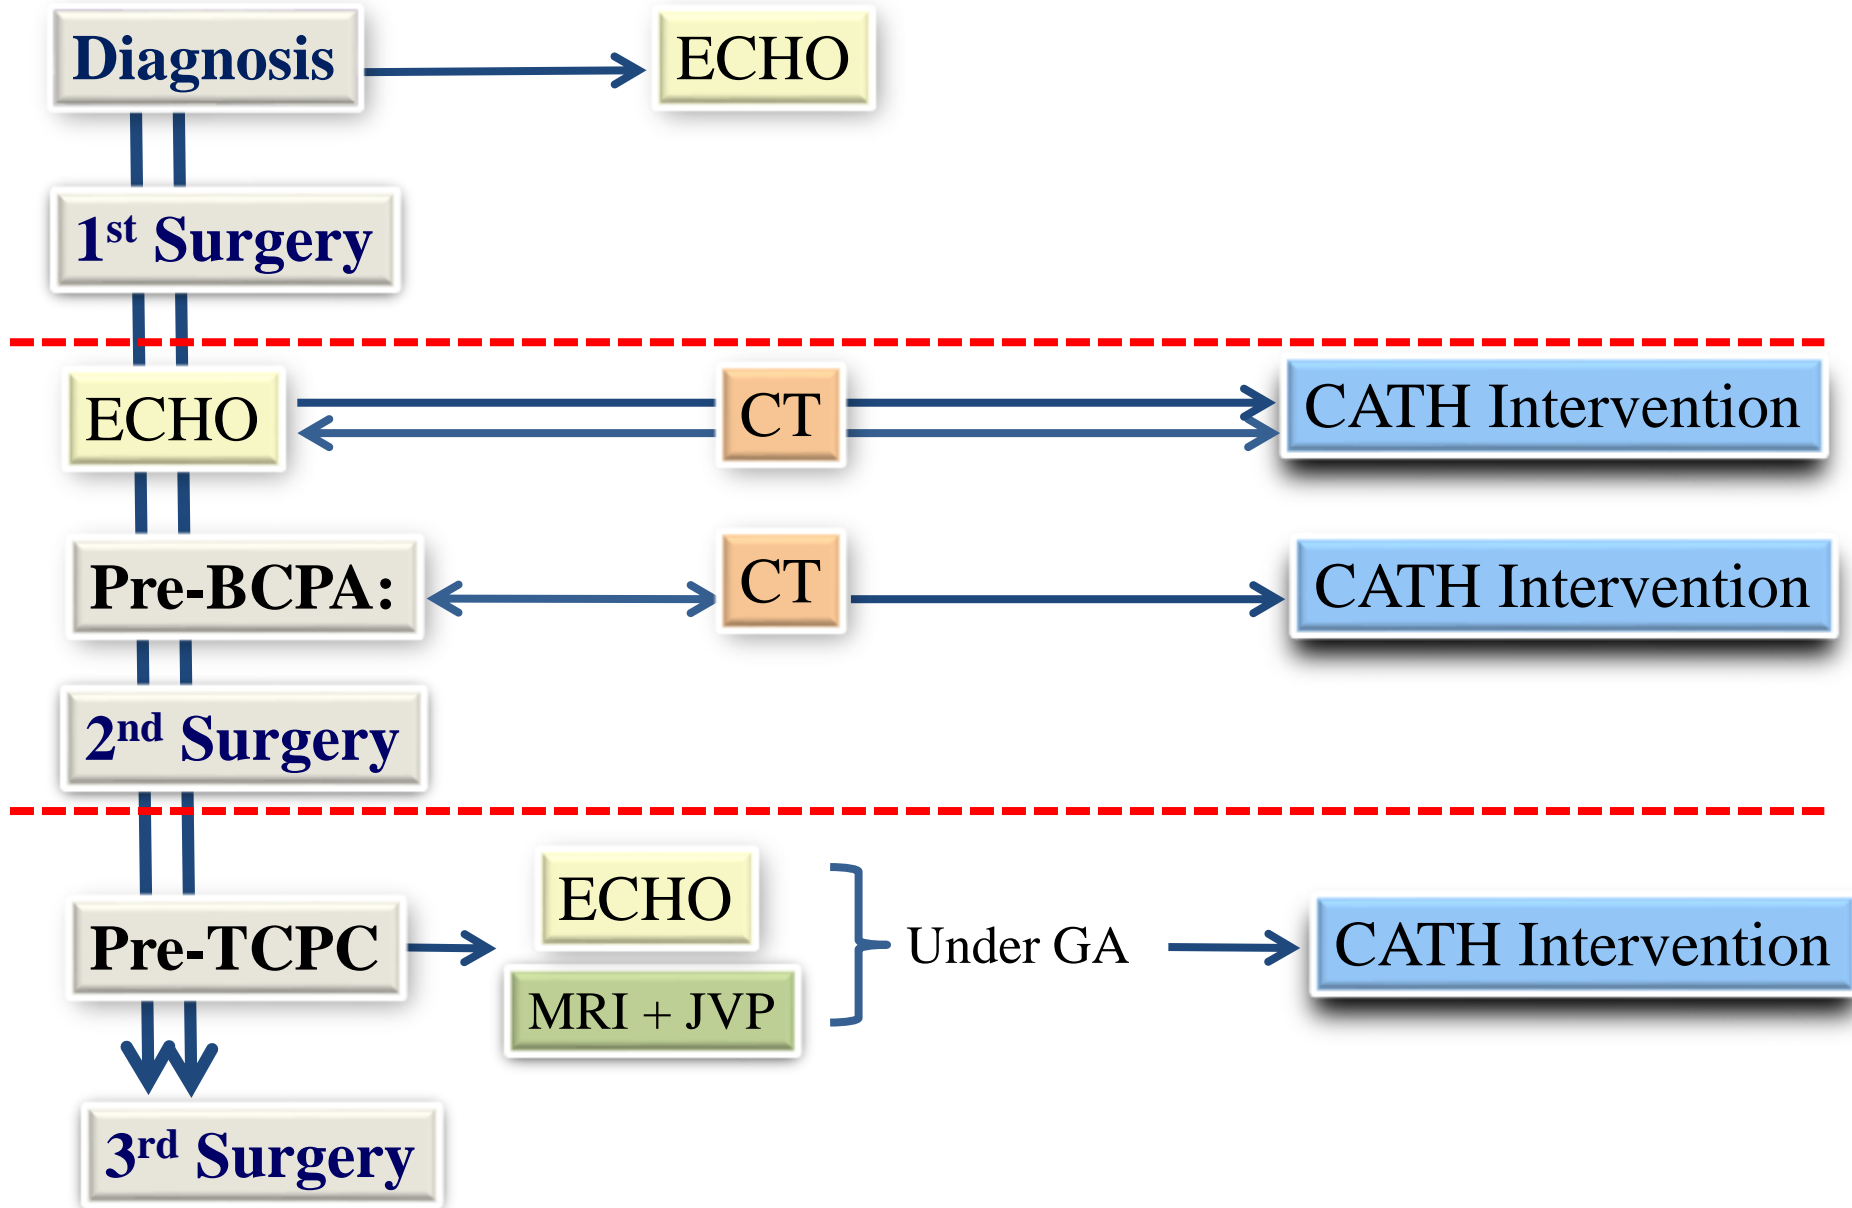 Diagnosis
ECHO
1st Surgery
ECHO
CT
CATH Intervention
Pre-BCPA:
CT
CATH Intervention
2nd Surgery
ECHO
Pre-TCPC
Under GA
CATH Intervention
MRI + JVP
3rd Surgery